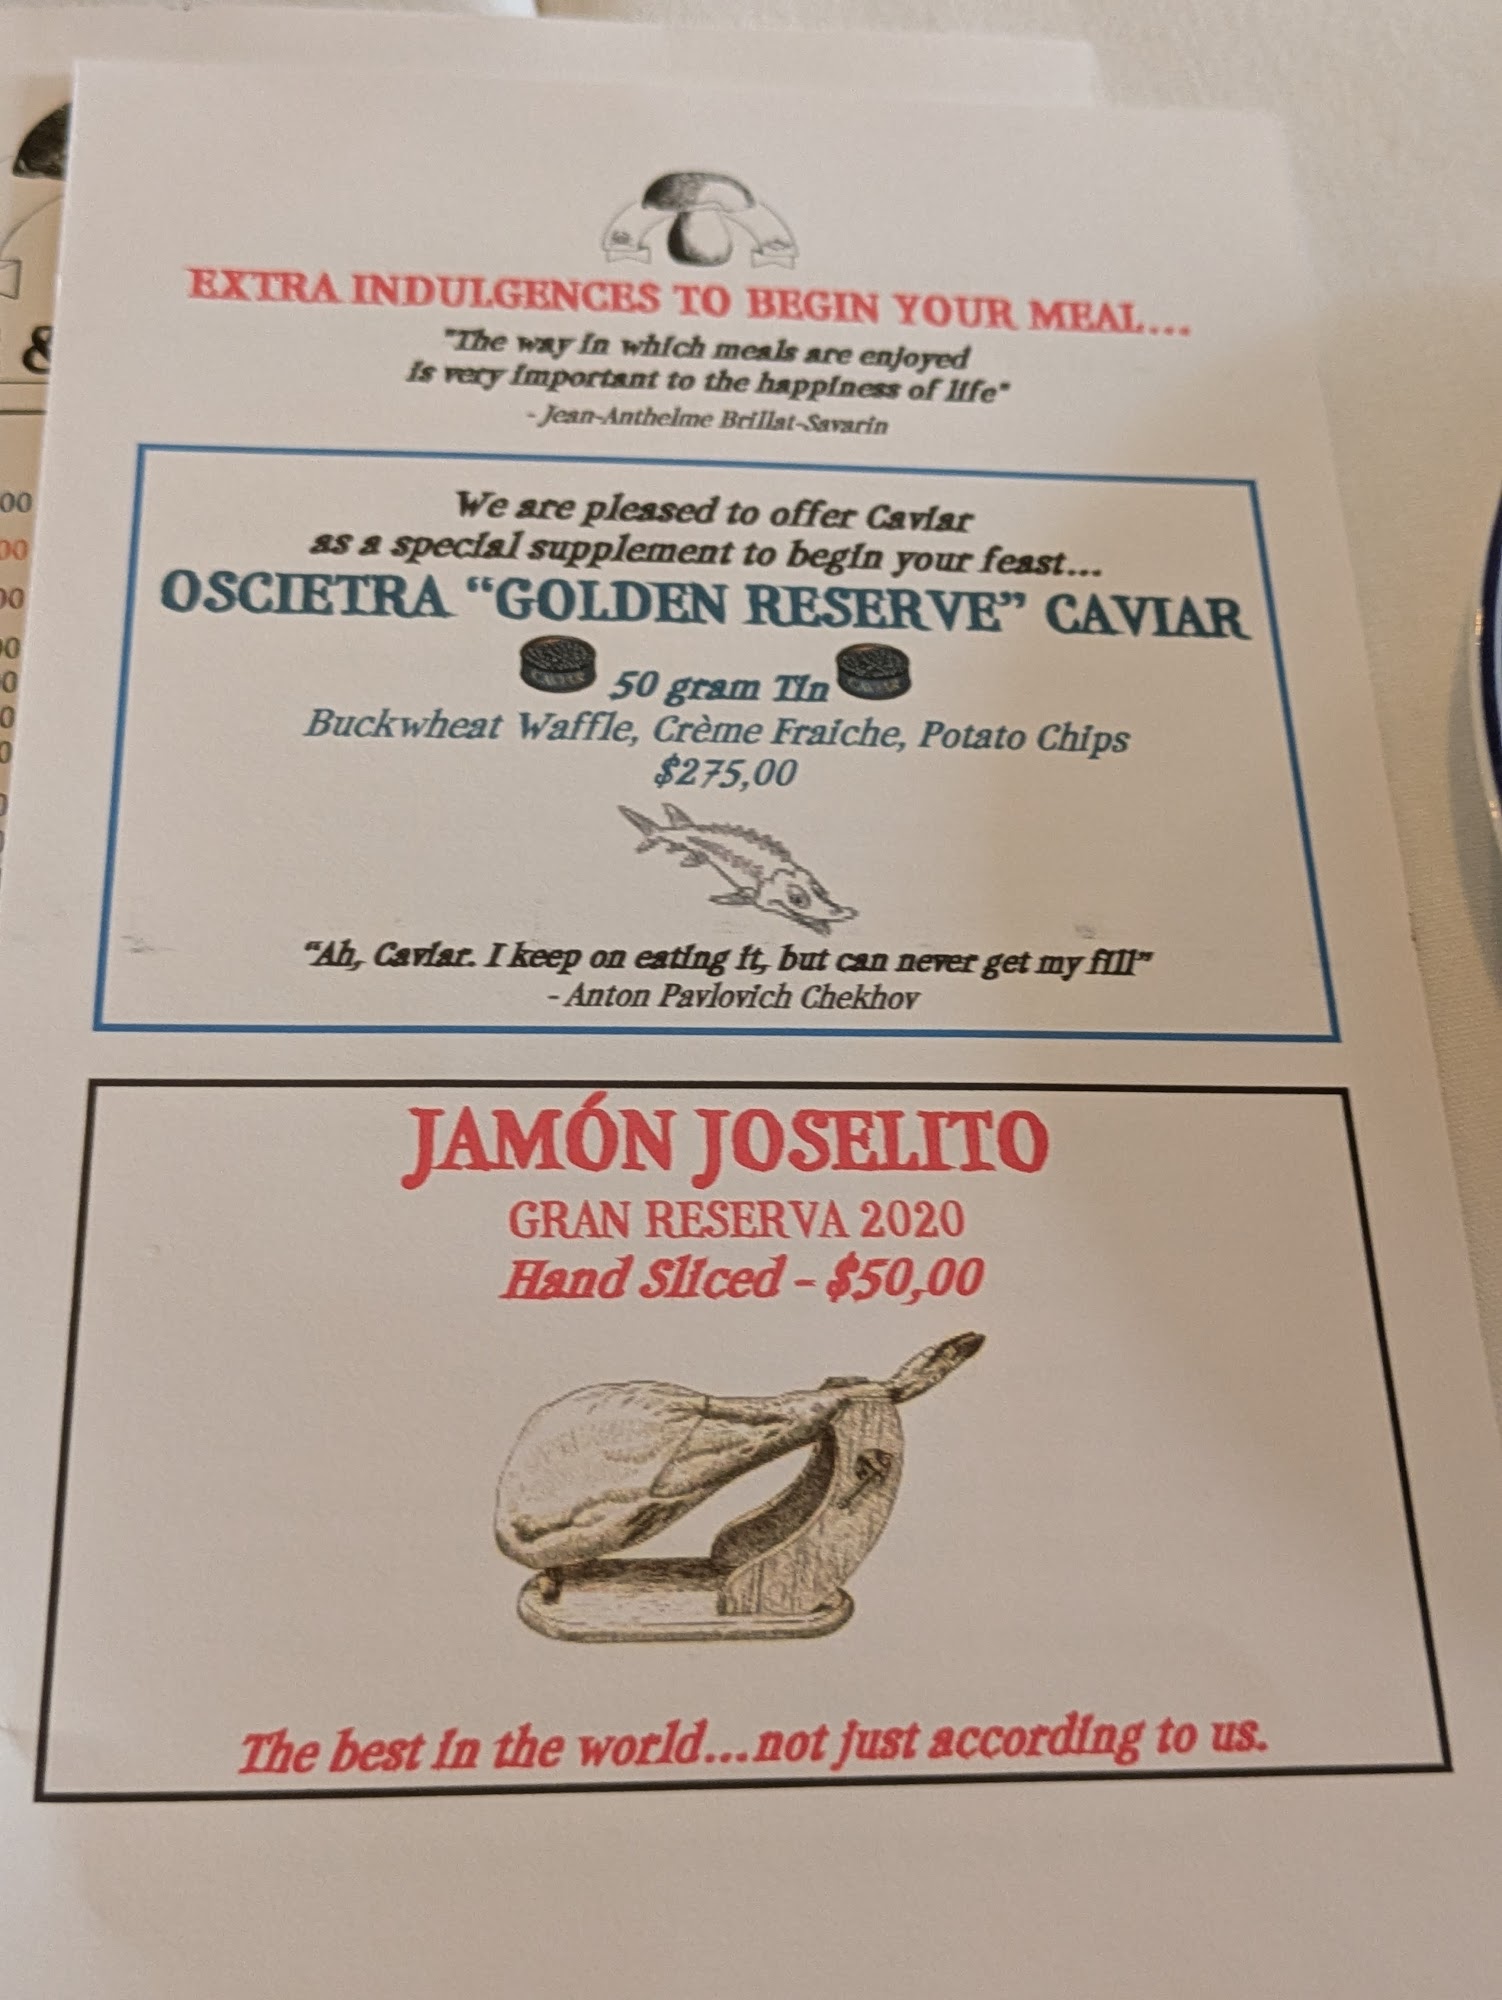 EXTRA INDULGENCES TO BEGIN YOUR MEAL...
"The way in which meals are enjoyed
is very important to the happiness of life"
- Jean-Anthelme Brillat-Savarin
We are pleased to offer Caviar
as a special supplement to begin your feast...
OSCIETRA “GOLDEN RESERVE” CAVIAR
50 gram Tin
Buckwheat Waffle, Crème Fraiche, Potato Chips
$275,00
“Ah, Caviar. I keep on eating it, but can never get my fill”
- Anton Pavlovich Chekhov
JAMÓN JOSELITO
GRAN RESERVA 2020
Hand Sliced - $50,00
The best in the world...not just according to us.
&
00
00